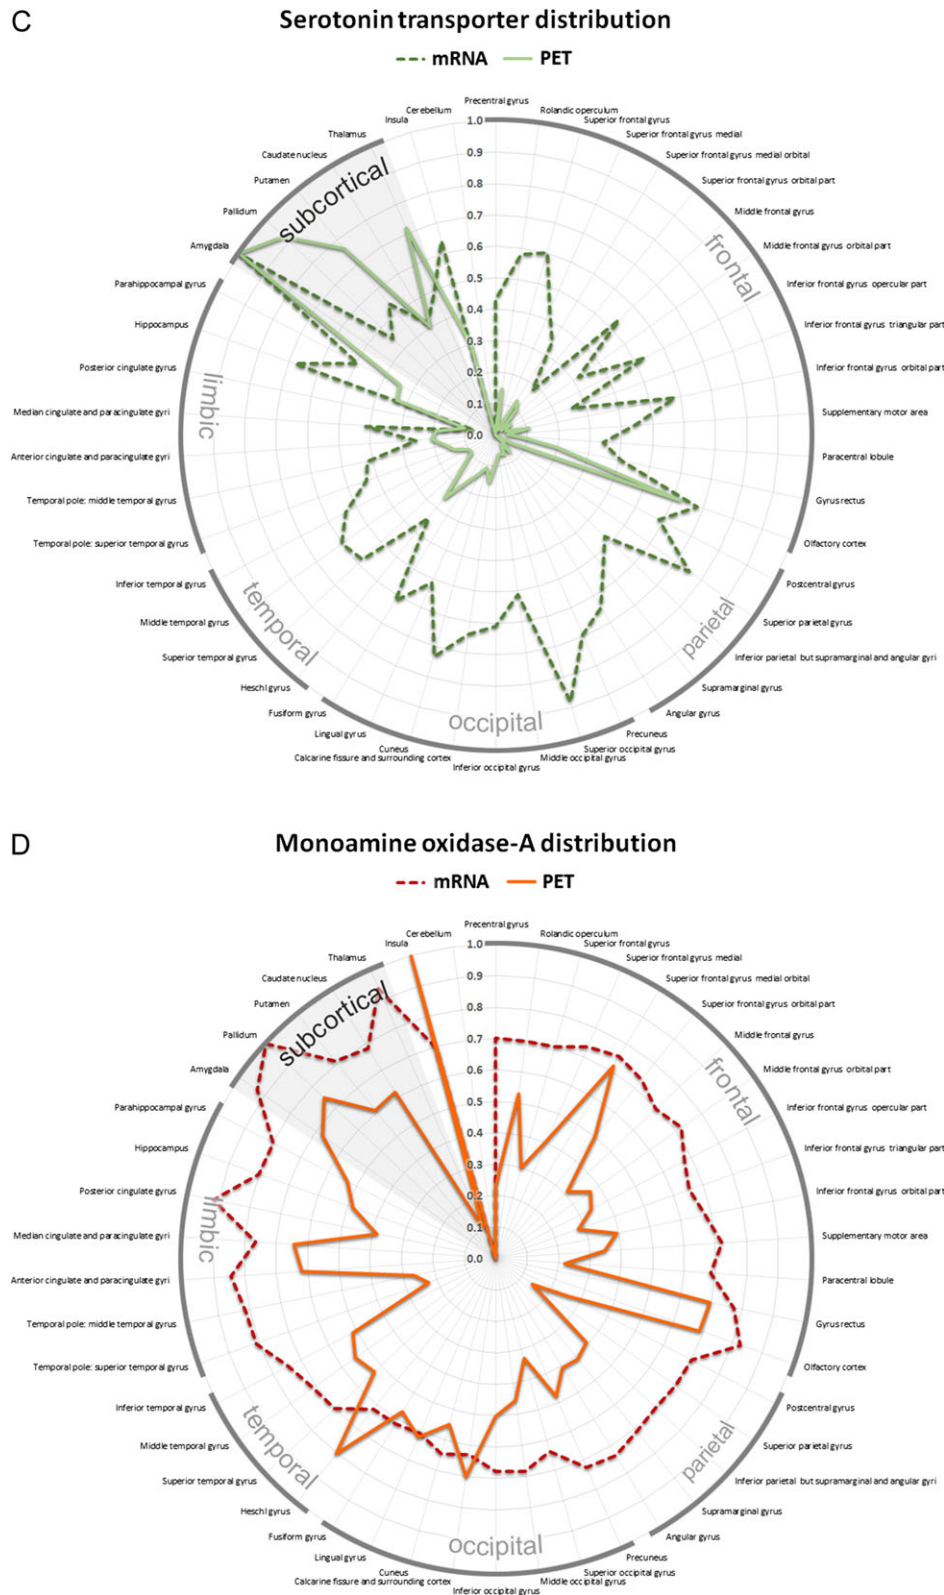 C
Serotonin transporter distribution
mRNA PET
Precentral gyrus
Rolandic operculum
Superior frontal gyrus
Superior frontal gyrus medial
Superior frontal gyrus medial orbital
Superior frontal gyrus orbital part
Middle frontal gyrus
Middle frontal gyrus orbital part
Inferior frontal gyrus opercular part
Inferior frontal gyrus triangular part
Inferior frontal gyrus orbital part
Supplementary motor area
Paracentral lobule
Gyrus rectus
Olfactory cortex
Postcentral gyrus
Superior parietal gyrus
Inferior parietal but supramarginal and angular gyri
Supramarginal gyrus
Angular gyrus
Precuneus
Superior occipital gyrus
Middle occipital gyrus
Inferior occipital gyrus
Calcarine fissure and surrounding cortex
Cuneus
Lingual gyrus
Fusiform gyrus
Heschl gyrus
Superior temporal gyrus
Middle temporal gyrus
Inferior temporal gyrus
Temporal pole: superior temporal gyrus
Temporal pole: middle temporal gyrus
Anterior cingulate and paracingulate gyri
Median cingulate and paracingulate gyri
Posterior cingulate gyrus
Hippocampus
Parahippocampal gyrus
Amygdala
Pallidum
Putamen
Caudate nucleus
Thalamus
Insula
Cerebellum
1.0
0.9
0.8
0.7
0.6
0.5
0.4
0.3
0.2
0.1
0.0
subcortical
frontal
limbic
parietal
temporal
occipital
D
Monoamine oxidase-A distribution
mRNA PET
Precentral gyrus
Rolandic operculum
Superior frontal gyrus
Superior frontal gyrus medial
Superior frontal gyrus medial orbital
Superior frontal gyrus orbital part
Middle frontal gyrus
Middle frontal gyrus orbital part
Inferior frontal gyrus opercular part
Inferior frontal gyrus triangular part
Inferior frontal gyrus orbital part
Supplementary motor area
Paracentral lobule
Gyrus rectus
Olfactory cortex
Postcentral gyrus
Superior parietal gyrus
Inferior parietal but supramarginal and angular gyri
Supramarginal gyrus
Angular gyrus
Precuneus
Superior occipital gyrus
Middle occipital gyrus
Inferior occipital gyrus
Calcarine fissure and surrounding cortex
Cuneus
Lingual gyrus
Fusiform gyrus
Heschl gyrus
Superior temporal gyrus
Middle temporal gyrus
Inferior temporal gyrus
Temporal pole: superior temporal gyrus
Temporal pole: middle temporal gyrus
Anterior cingulate and paracingulate gyri
Median cingulate and paracingulate gyri
Posterior cingulate gyrus
Hippocampus
Parahippocampal gyrus
Amygdala
Pallidum
Putamen
Caudate nucleus
Thalamus
Insula
Cerebellum
1.0
0.9
0.8
0.7
0.6
0.5
0.4
0.3
0.2
0.1
0.0
subcortical
frontal
limbic
parietal
temporal
occipital